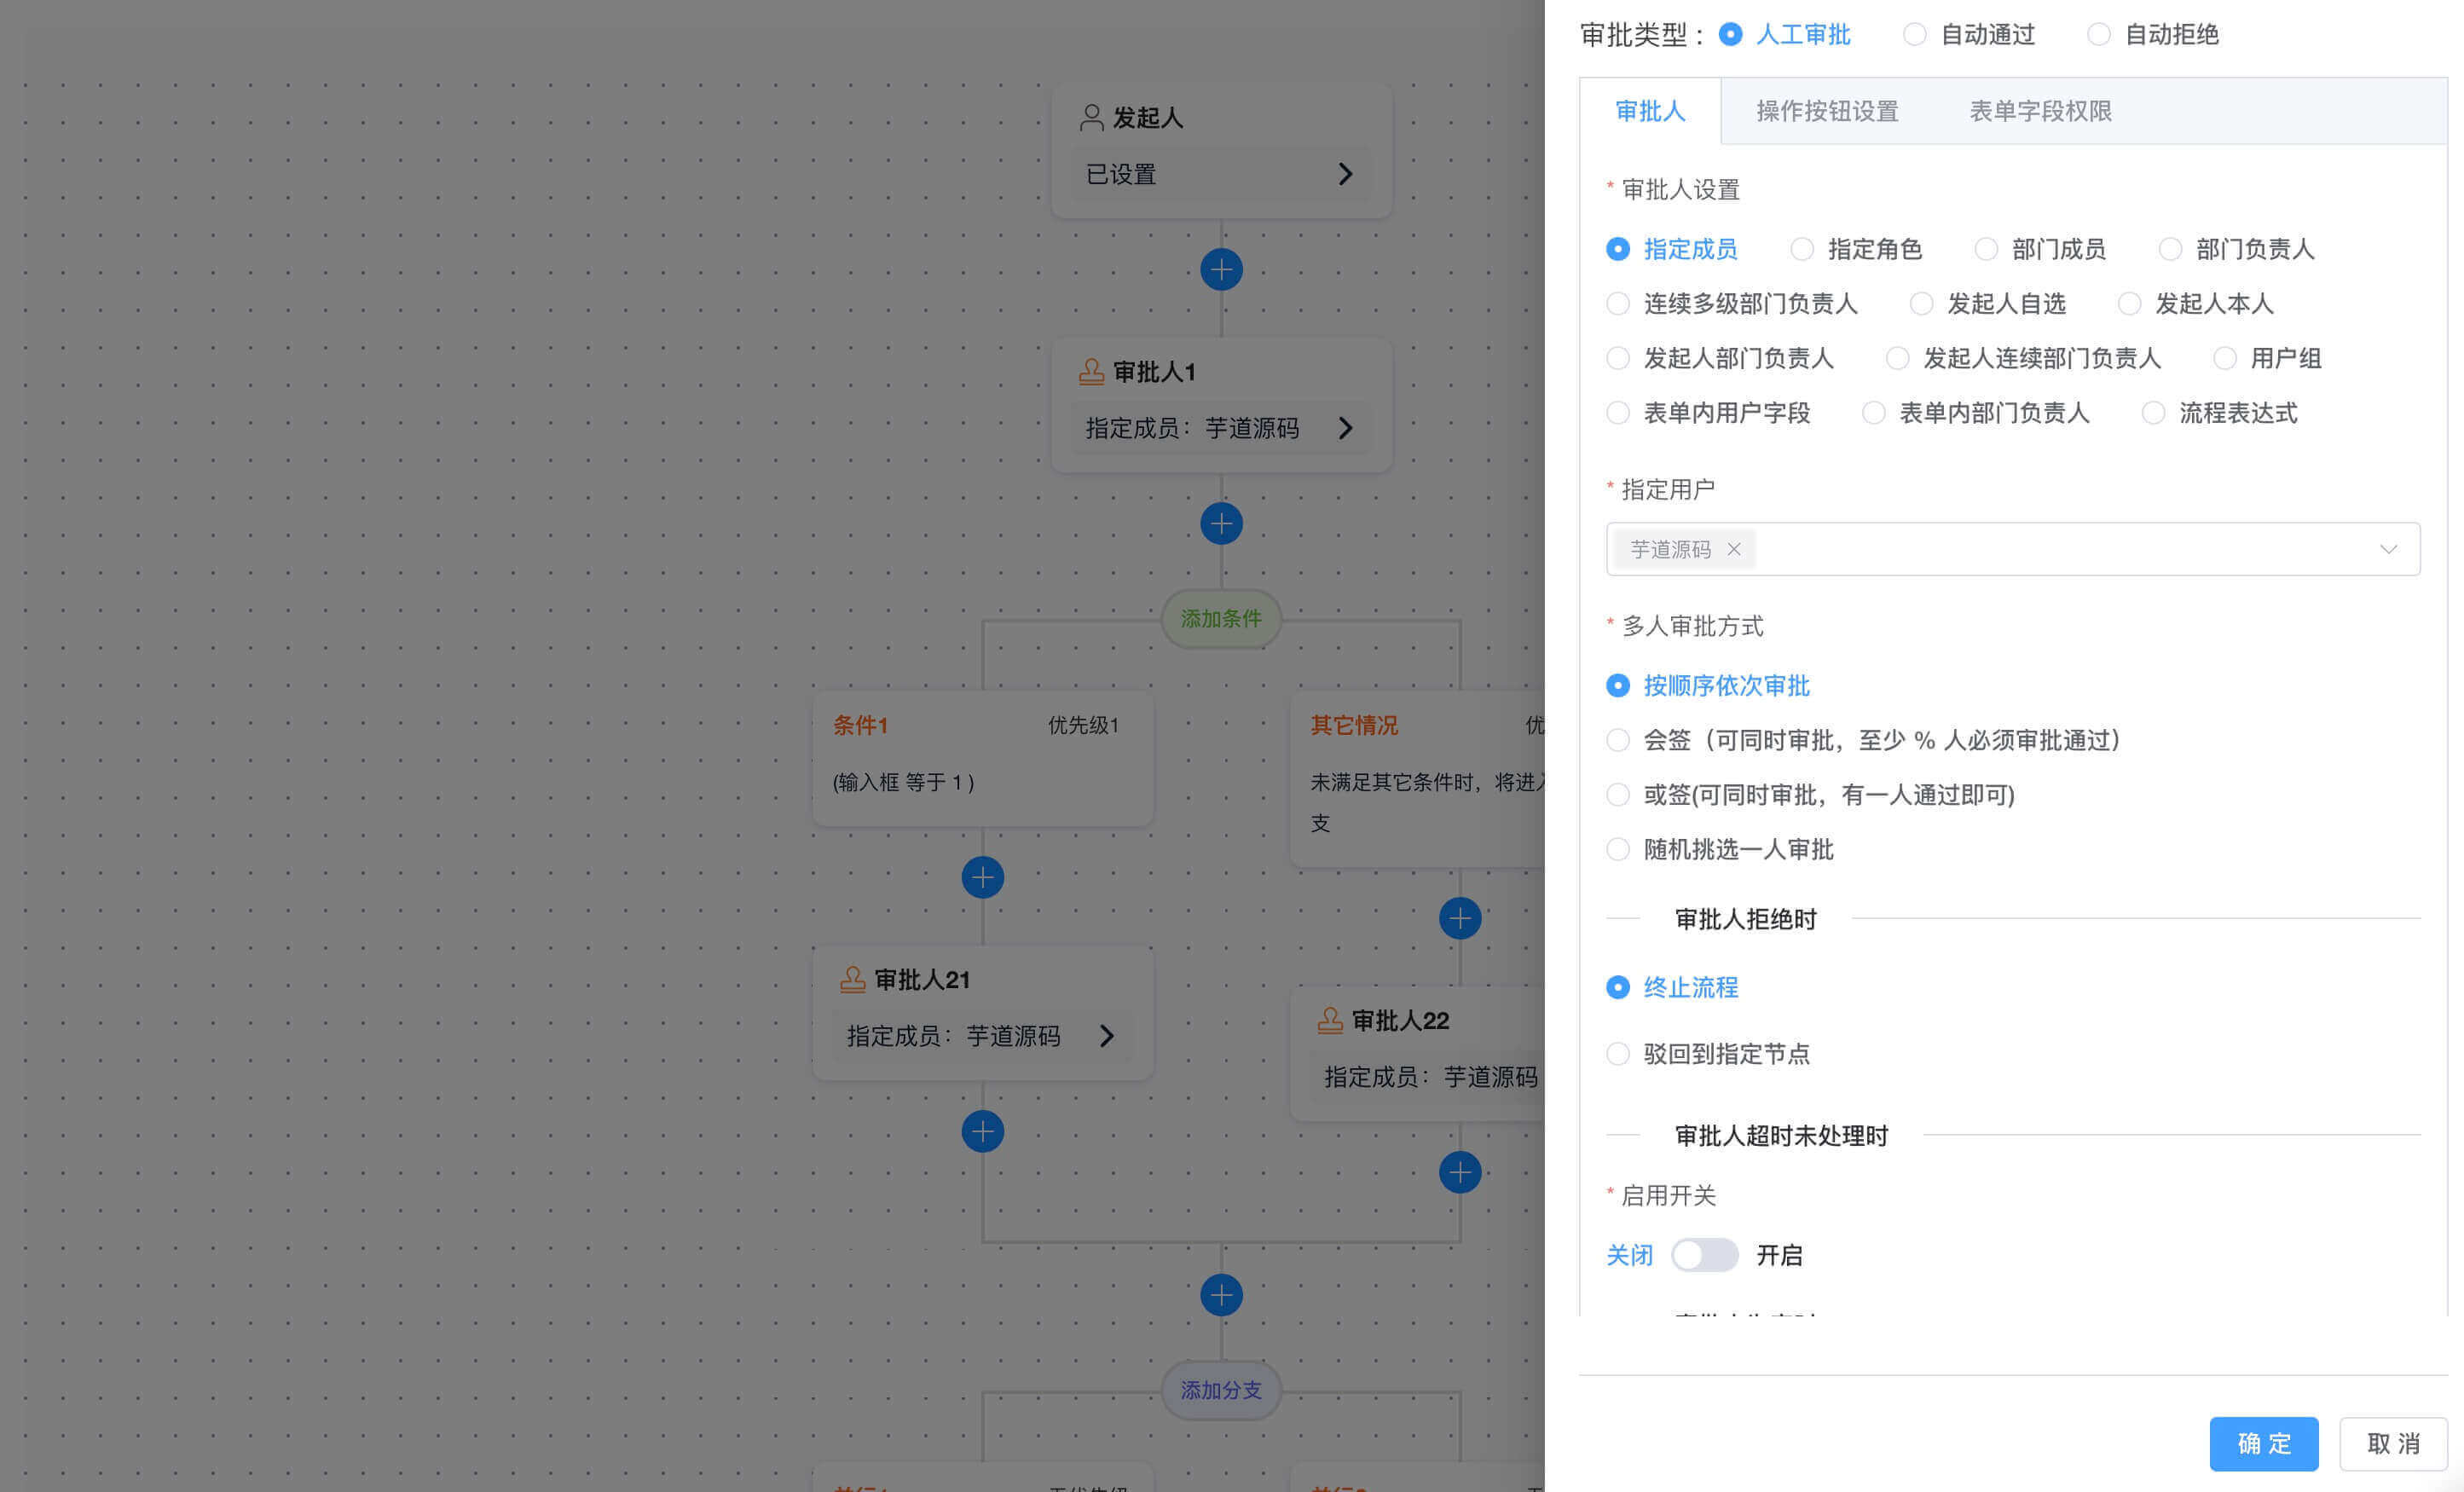 发起人
已设置
审批人1
指定成员：芋道源码
添加条件
条件1 优先级1
(输入框 等于 1 )
其它情况 优
未满足其它条件时，将进入
支
审批人21
指定成员：芋道源码
审批人22
指定成员：芋道源码
添加分支
审批类型： 人工审批 自动通过 自动拒绝
审批人 操作按钮设置 表单字段权限
* 审批人设置
指定成员 指定角色 部门成员 部门负责人
连续多级部门负责人 发起人自选 发起人本人
发起人部门负责人 发起人连续部门负责人 用户组
表单内用户字段 表单内部门负责人 流程表达式
* 指定用户
芋道源码
* 多人审批方式
按顺序依次审批
会签（可同时审批，至少 % 人必须审批通过）
或签(可同时审批，有一人通过即可)
随机挑选一人审批
审批人拒绝时
终止流程
驳回到指定节点
审批人超时未处理时
* 启用开关
关闭 开启
确 定 取 消